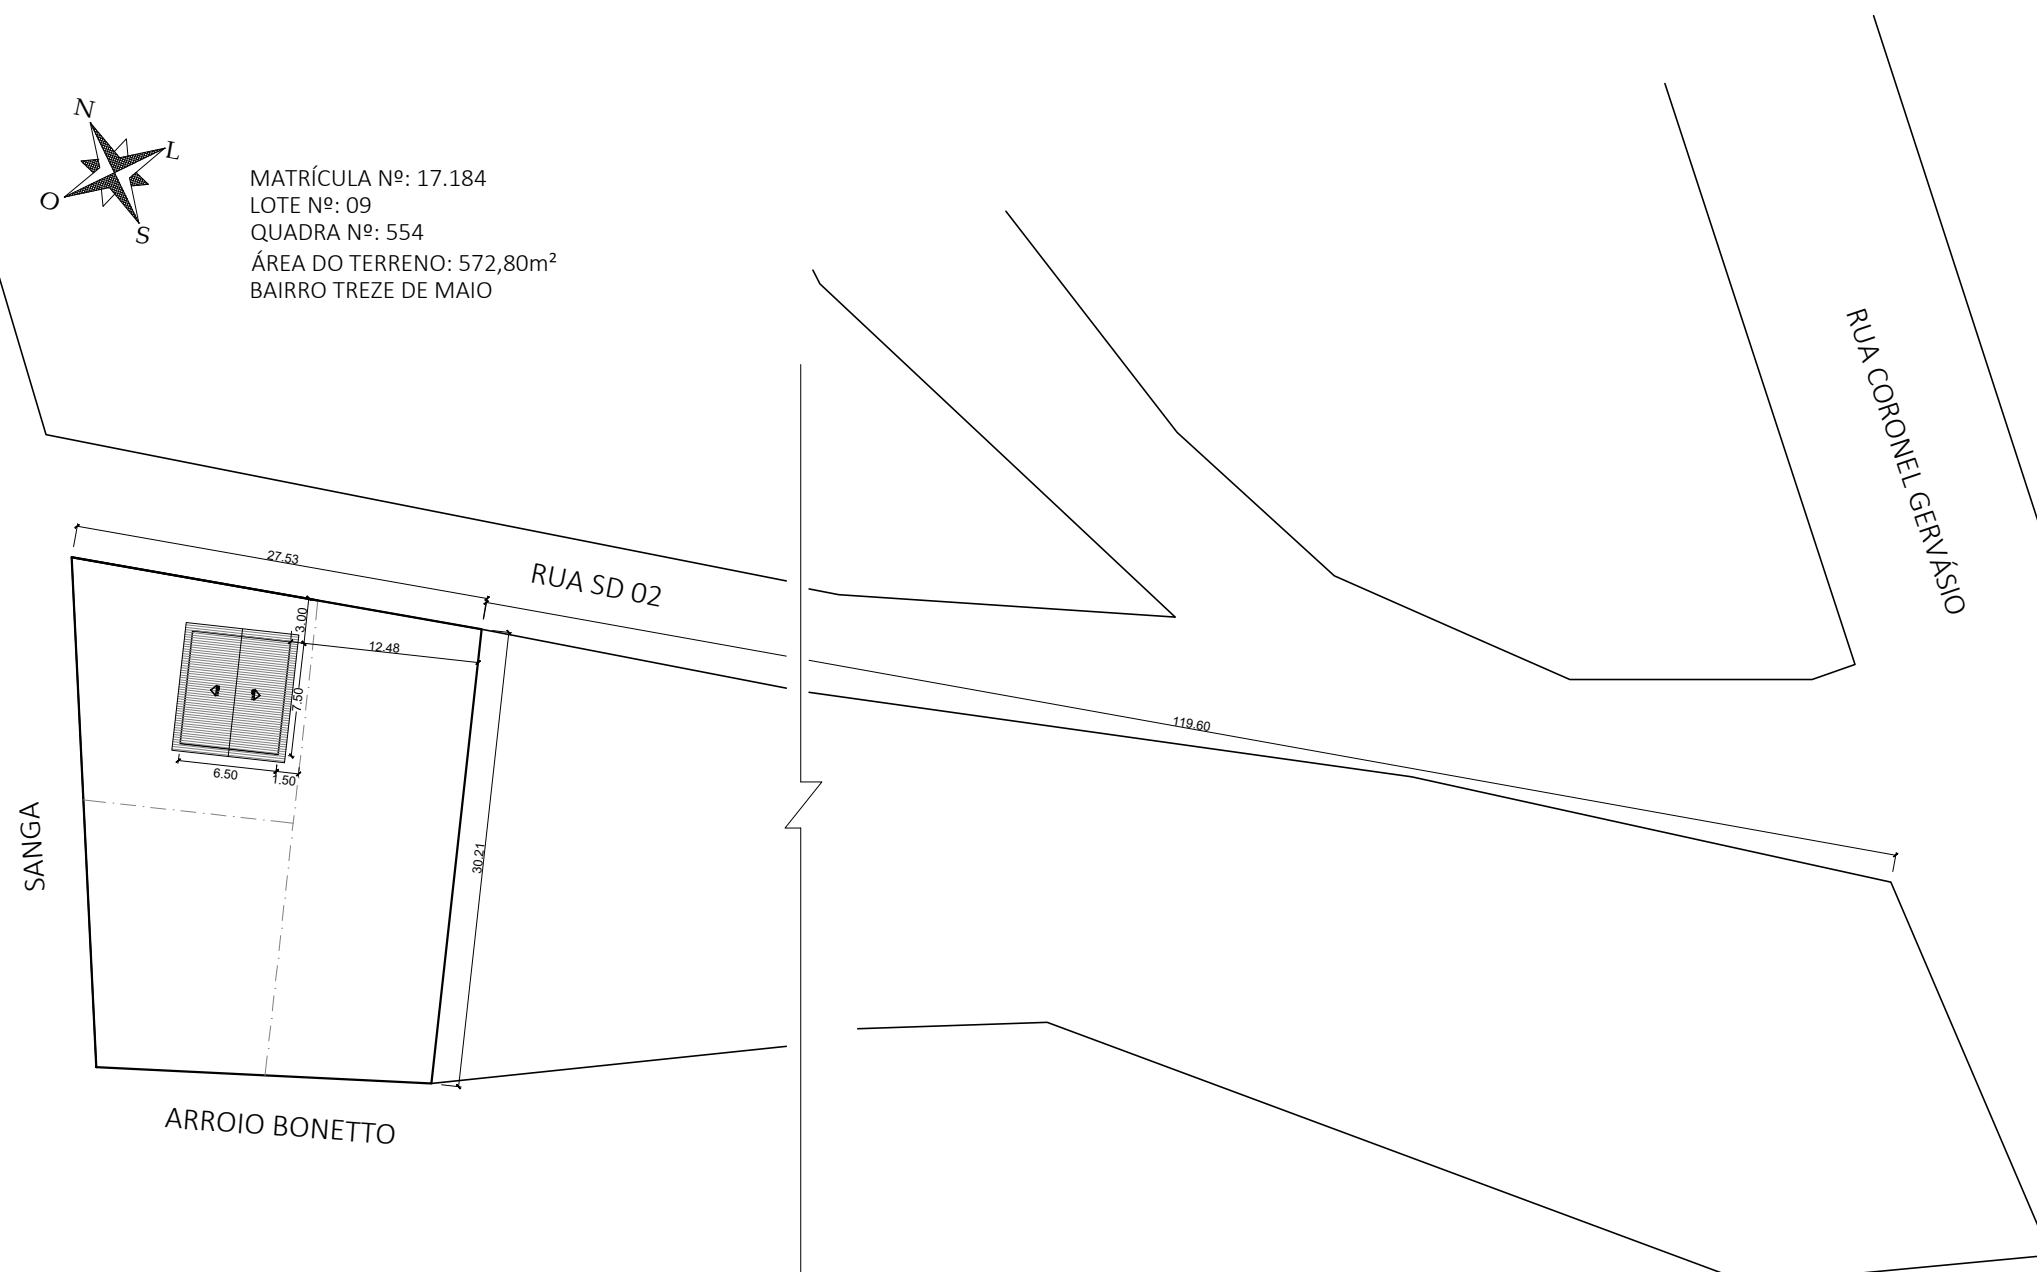 N
L
O
S
MATRÍCULA Nº: 17.184
LOTE Nº: 09
QUADRA Nº: 554
ÁREA DO TERRENO: 572,80m²
BAIRRO TREZE DE MAIO
RUA CORONEL GERVÁSIO
27.53
RUA SD 02
3.00
12.48
7.50
119.60
6.50
1.50
SANGA
30.21
ARROIO BONETTO